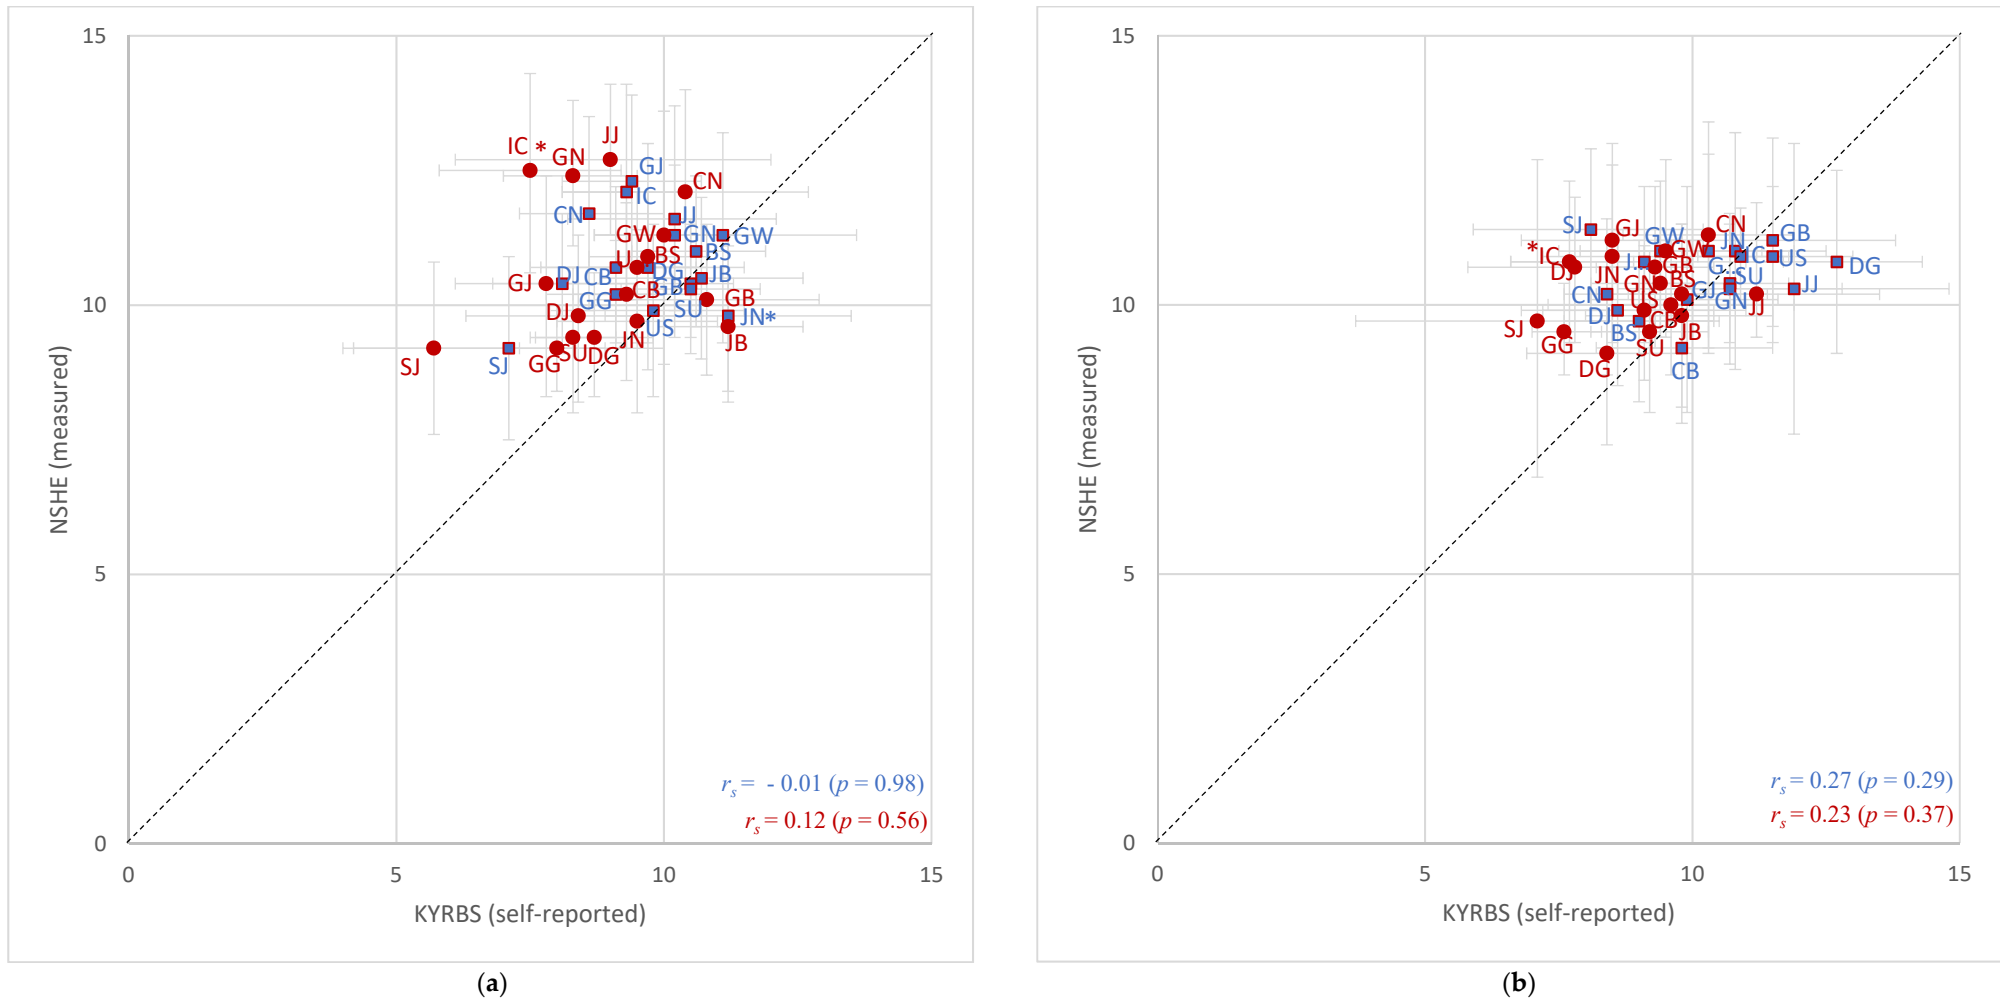 15
10
5
0
0
5
10
15
NSHE (measured)
KYRBS (self-reported)
IC *
GN
JJ
GJ
IC
CN
CN
JJ
GW
GN
GW
U
BS
BS
DJ
CB
DG
JB
GJ
GG
CB
GB
GB
DJ
SU
US
JN*
JN
JB
SJ
SJ
GG
SU
DG
r_s = - 0.01 (p = 0.98)
r_s = 0.12 (p = 0.56)
(a)
15
10
5
0
0
5
10
15
NSHE (measured)
KYRBS (self-reported)
SJ
GJ
GW
GW
JN
CN
GB
*IC
DJ
JN
J...
GB
G...
IC
US
DG
CN
GN
BS
SU
JJ
DJ
US
GJ
GN
JJ
SJ
GG
BS
CB
JB
SU
DG
CB
r_s = 0.27 (p = 0.29)
r_s = 0.23 (p = 0.37)
(b)